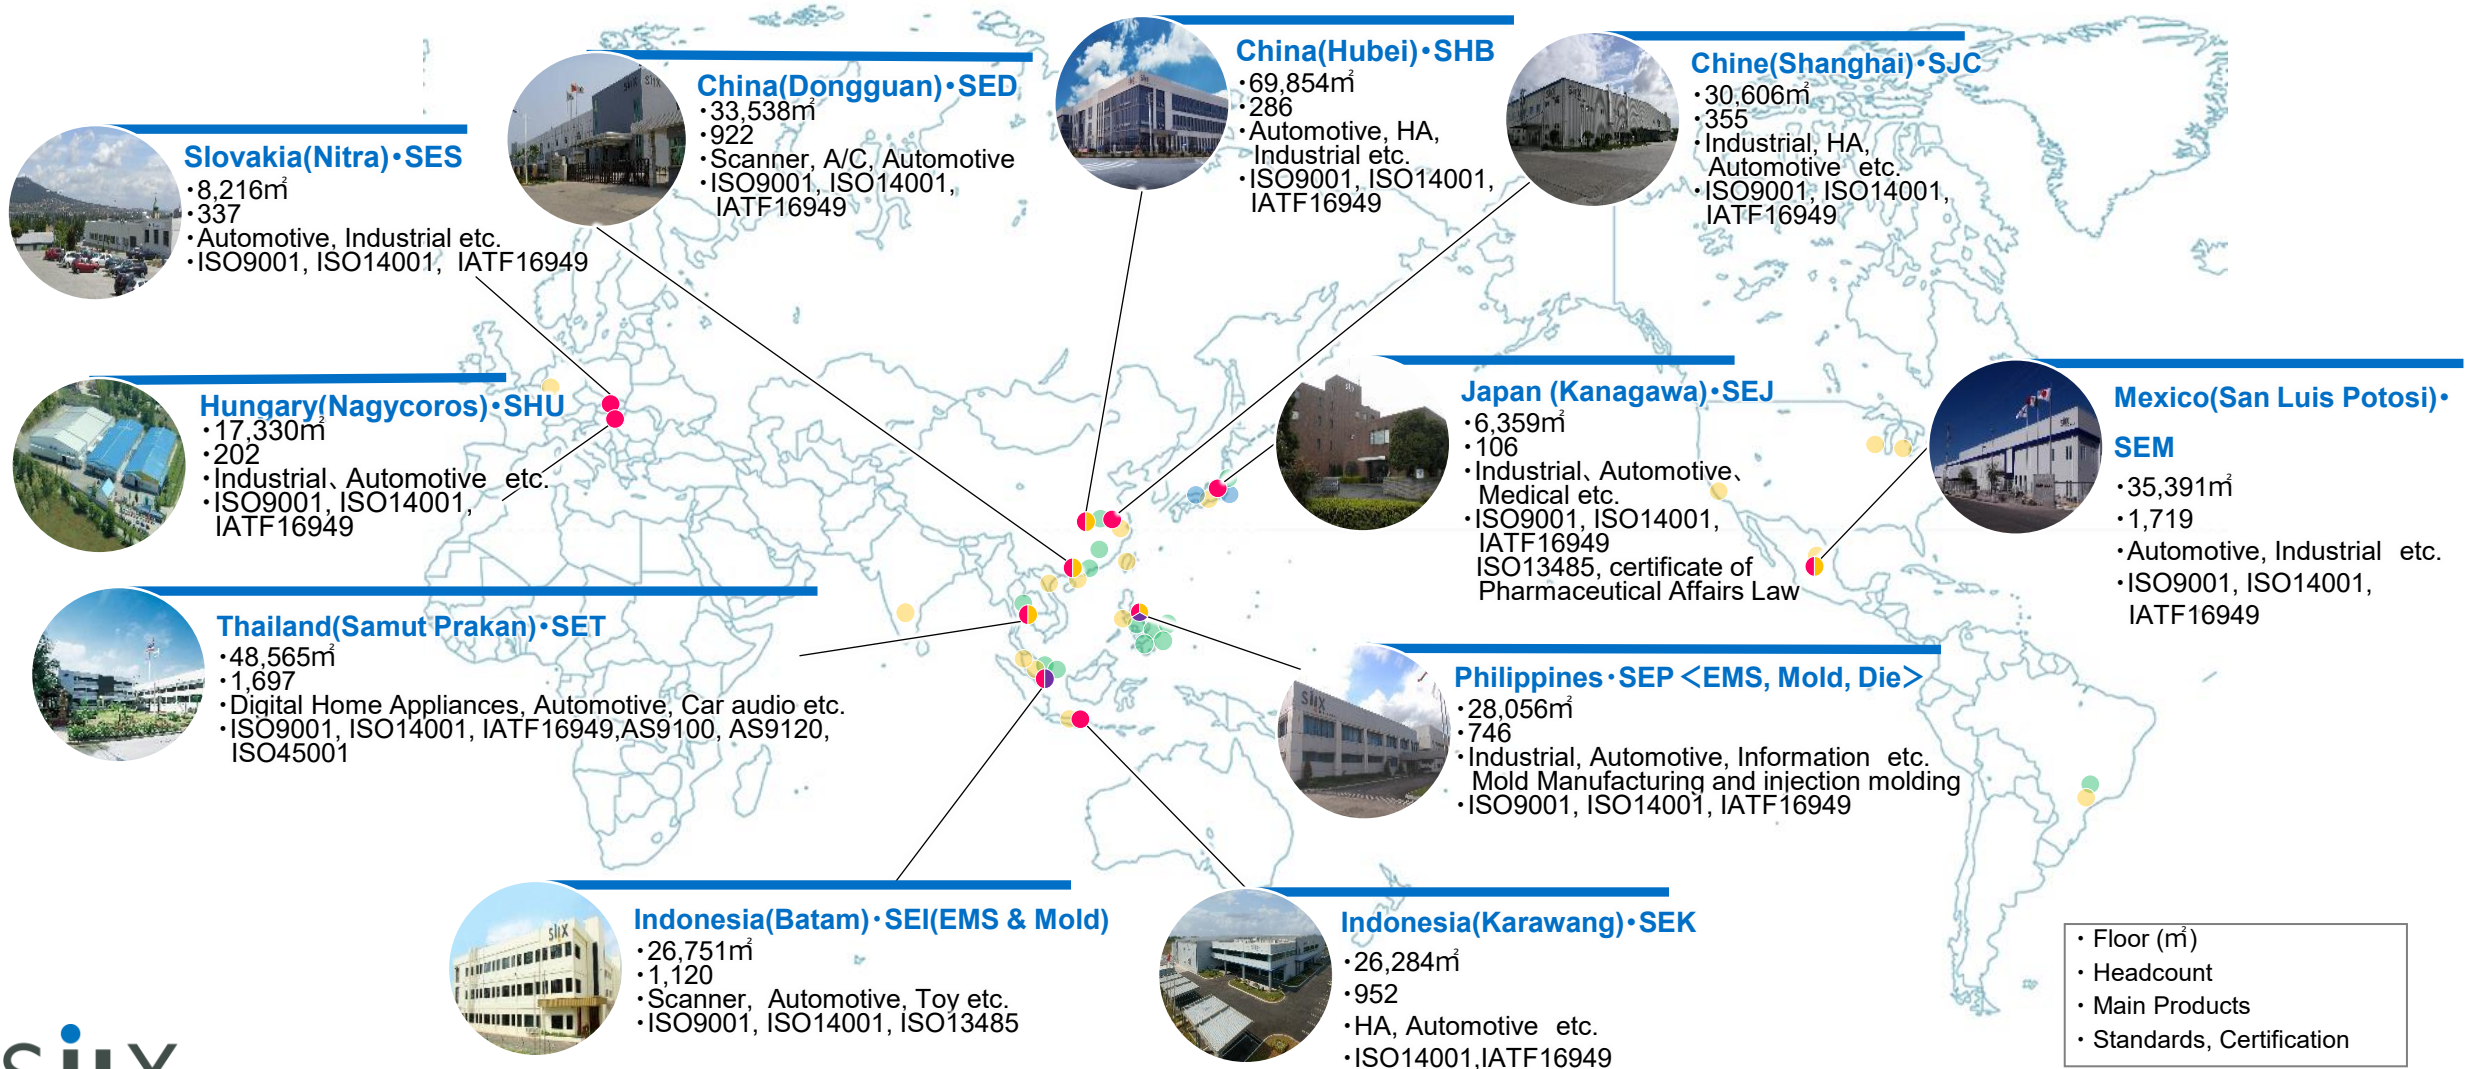 China(Hubei)・SHB
・69,854㎡
・286
・Automotive, HA,
Industrial etc.
・ISO9001, ISO14001,
IATF16949
Chine(Shanghai)・SJC
・30,606㎡
・355
・Industrial, HA,
Automotive etc.
・ISO9001, ISO14001,
IATF16949
China(Dongguan)・SED
・33,538㎡
・922
・Scanner, A/C, Automotive
・ISO9001, ISO14001,
IATF16949
Slovakia(Nitra)・SES
・8,216㎡
・337
・Automotive, Industrial etc.
・ISO9001, ISO14001, IATF16949
Hungary(Nagycoros)・SHU
・17,330㎡
・202
・Industrial、Automotive etc.
・ISO9001, ISO14001,
IATF16949
Japan (Kanagawa)・SEJ
・6,359㎡
・106
・Industrial、Automotive、
Medical etc.
・ISO9001, ISO14001,
IATF16949
ISO13485, certificate of
Pharmaceutical Affairs Law
Mexico(San Luis Potosi)・
SEM
・35,391㎡
・1,719
・Automotive, Industrial etc.
・ISO9001, ISO14001,
IATF16949
Thailand(Samut Prakan)・SET
・48,565㎡
・1,697
・Digital Home Appliances, Automotive, Car audio etc.
・ISO9001, ISO14001, IATF16949,AS9100, AS9120,
ISO45001
Philippines・SEP＜EMS, Mold, Die＞
・28,056㎡
・746
・Industrial, Automotive, Information etc.
Mold Manufacturing and injection molding
・ISO9001, ISO14001, IATF16949
Indonesia(Batam)・SEI(EMS & Mold)
・26,751㎡
・1,120
・Scanner, Automotive, Toy etc.
・ISO9001, ISO14001, ISO13485
Indonesia(Karawang)・SEK
・26,284㎡
・952
・HA, Automotive etc.
・ISO14001,IATF16949
・Floor (㎡)
・Headcount
・Main Products
・Standards, Certification
siix
siix
siix
siix
siix
siix
siix